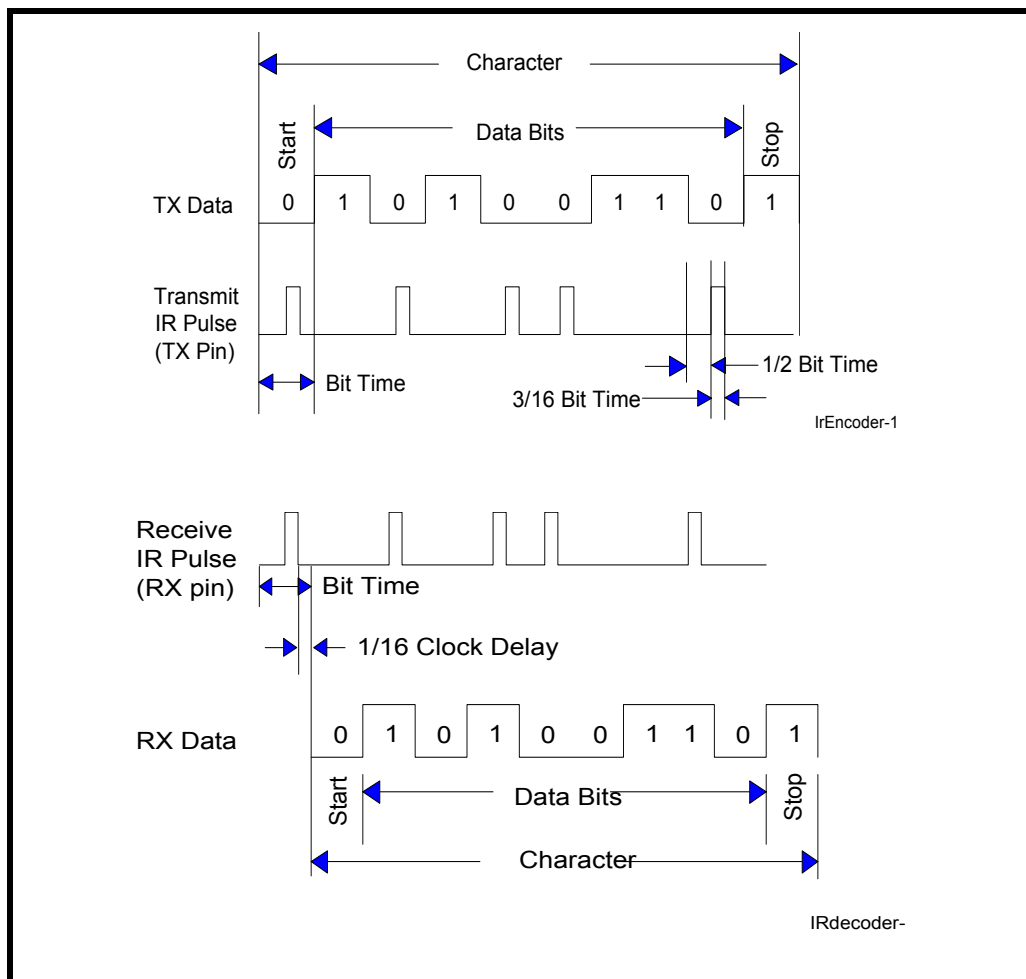 Character
Start
Data Bits
Stop
TX Data 0 1 0 1 0 0 1 1 0 1
Transmit
IR Pulse
(TX Pin)
Bit Time
1/2 Bit Time
3/16 Bit Time
IrEncoder-1
Receive
IR Pulse
(RX pin)
Bit Time
1/16 Clock Delay
RX Data 0 1 0 1 0 0 1 1 0 1
Start
Data Bits
Stop
Character
IRdecoder-